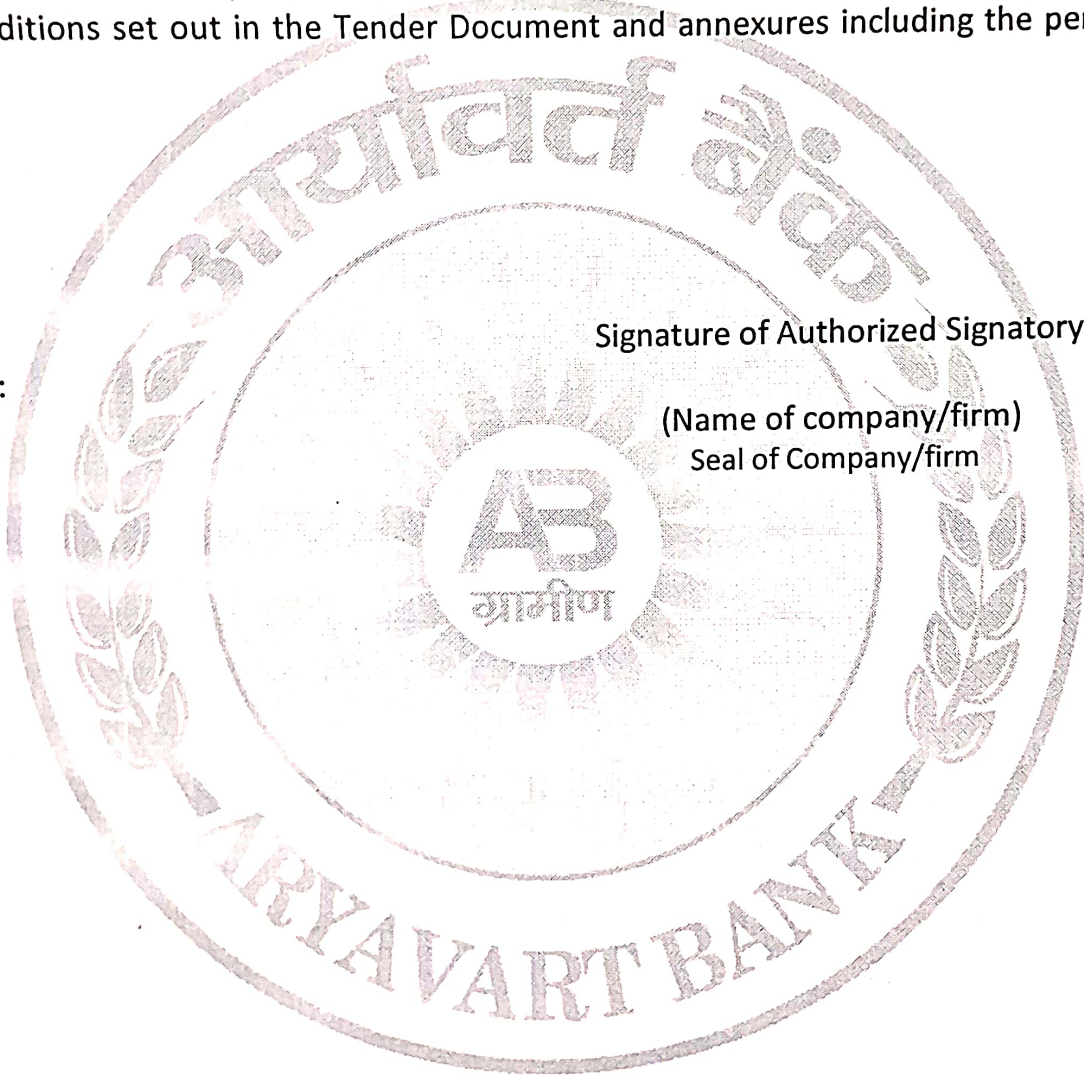 ditions set out in the Tender Document and annexures including the per
आर्यावर्त बैंक
Signature of Authorized Signatory
:
(Name of company/firm)
Seal of Company/firm
AB
ग्रामीण
ARYAVART BANK